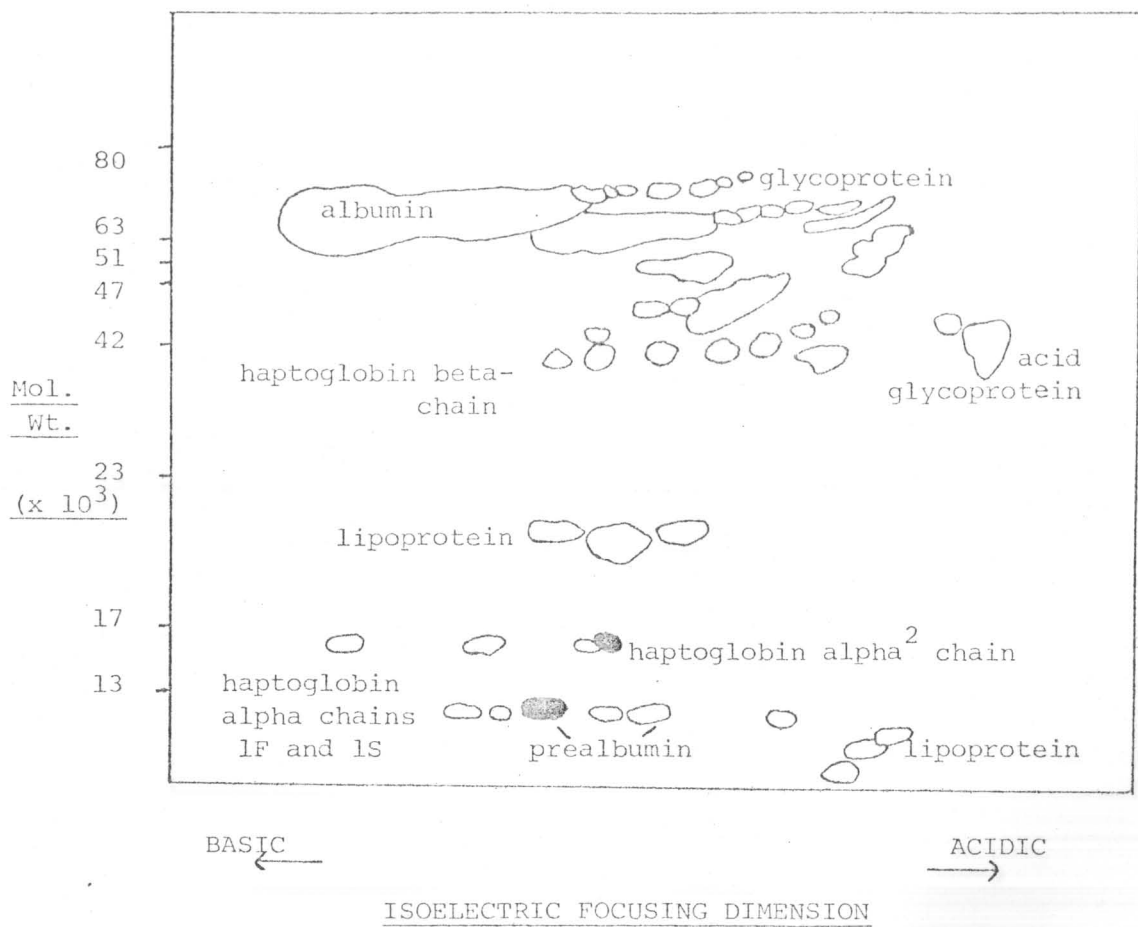 80
glycoprotein
albumin
63
51
47
42
haptoglobin beta-
chain
acid
glycoprotein
Mol.
Wt.
(x 10³)
23
lipoprotein
17
haptoglobin alpha² chain
13
haptoglobin
alpha chains
1F and 1S
prealbumin
lipoprotein
BASIC
ACIDIC
ISOELECTRIC FOCUSING DIMENSION